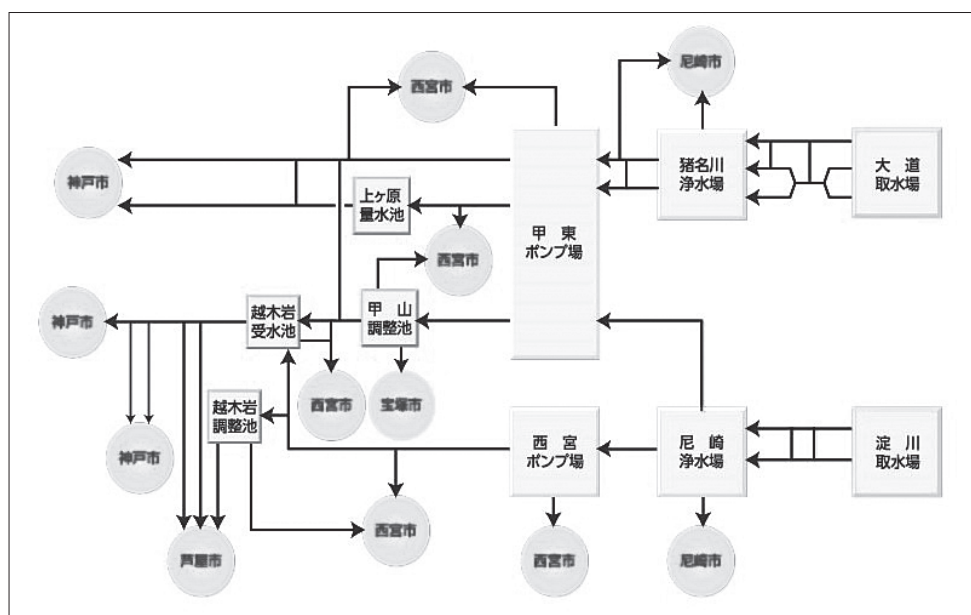 尼崎市
西宮市
神戸市
猪名川
浄水場
大道
取水場
上ヶ原
量水池
甲東
ポンプ場
西宮市
神戸市
越木岩
受水池
甲山
調整池
西宮市
宝塚市
越木岩
調整池
神戸市
西宮
ポンプ場
尼崎
浄水場
淀川
取水場
西宮市
芦屋市
西宮市
尼崎市